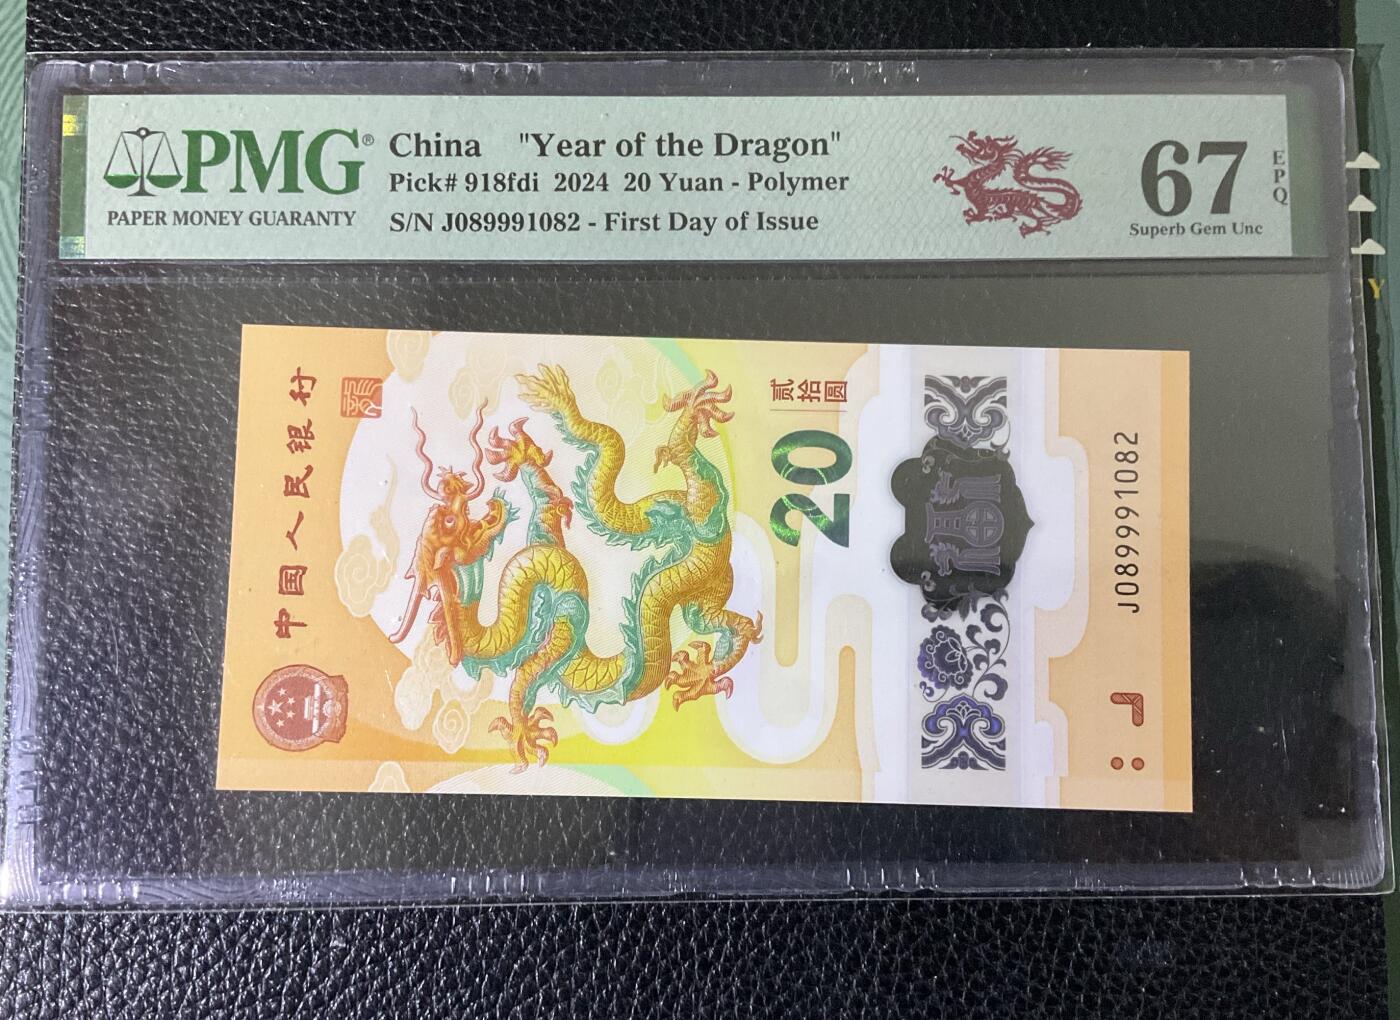 PMG®
PAPER MONEY GUARANTY
China "Year of the Dragon"
Pick# 918fdi 2024 20 Yuan - Polymer
S/N J089991082 - First Day of Issue
67
EPQ
Superb Gem Unc
Y
中国人民银行
贰拾圆
20
J089991082